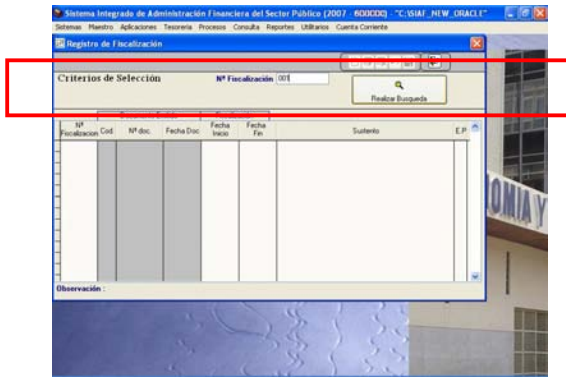 Sistema Integrado de Administración Financiera del Sector Público (2007 - 600000) - "C:\SIAF_NEW_ORACLE"
Sistemas Maestro Aplicaciones Tesorería Procesos Consulta Reportes Utilitarios Cuenta Corriente
Registro de Fiscalización
Criterios de Selección Nº Fiscalización 001
Realizar Busqueda
Nº Fiscalizacion Cod. Nº doc. Fecha Doc Fecha Inicio Fecha Fin Sustento E.P
Observación :
OMIA Y